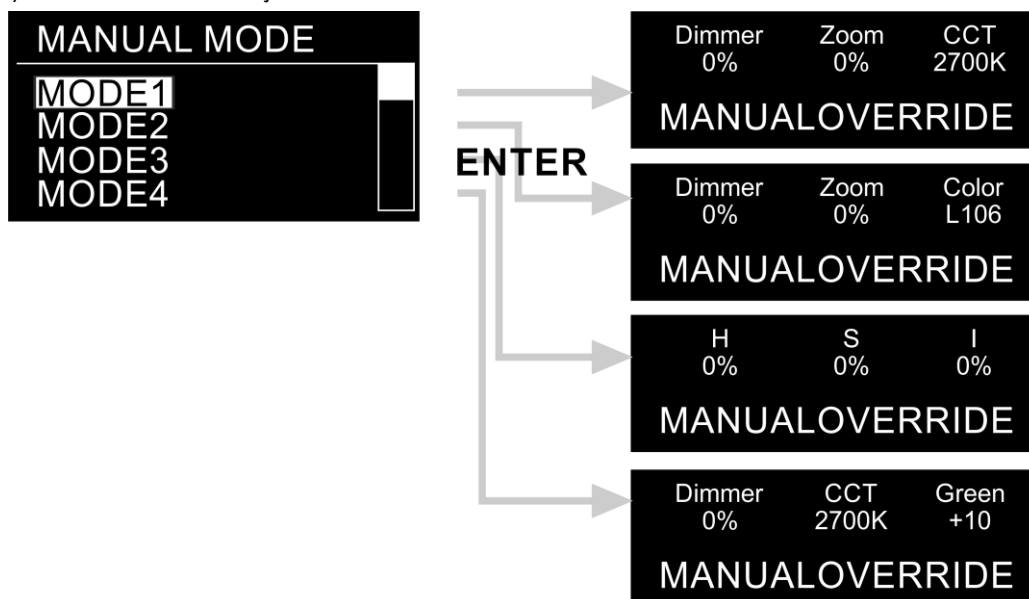 MANUAL MODE
MODE1
MODE2
MODE3
MODE4
ENTER
Dimmer Zoom CCT
0% 0% 2700K
MANUALOVERRIDE
Dimmer Zoom Color
0% 0% L106
MANUALOVERRIDE
H S I
0% 0% 0%
MANUALOVERRIDE
Dimmer CCT Green
0% 2700K +10
MANUALOVERRIDE